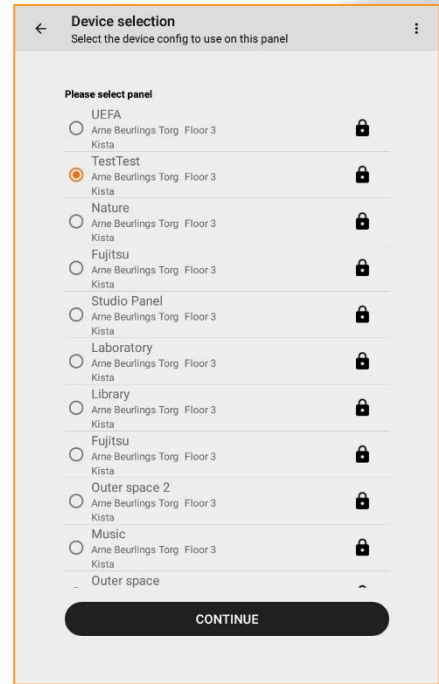 Device selection
Select the device config to use on this panel
Please select panel
UEFA
Arne Beurlings Torg Floor 3
Kista
TestTest
Arne Beurlings Torg Floor 3
Kista
Nature
Arne Beurlings Torg Floor 3
Kista
Fujitsu
Arne Beurlings Torg Floor 3
Kista
Studio Panel
Arne Beurlings Torg Floor 3
Kista
Laboratory
Arne Beurlings Torg Floor 3
Kista
Library
Arne Beurlings Torg Floor 3
Kista
Fujitsu
Arne Beurlings Torg Floor 3
Kista
Outer space 2
Arne Beurlings Torg Floor 3
Kista
Music
Arne Beurlings Torg Floor 3
Kista
Outer space
CONTINUE